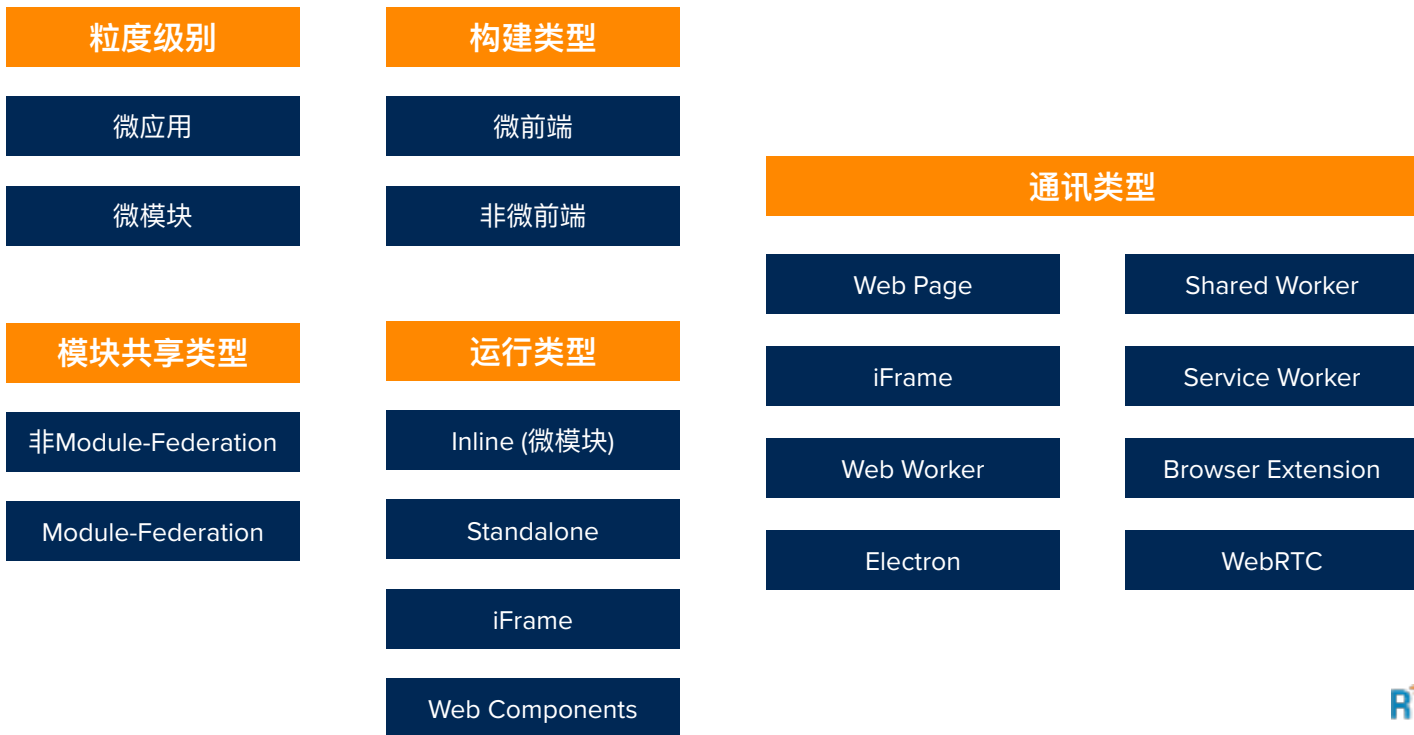 粒度级别
微应用
微模块
构建类型
微前端
非微前端
模块共享类型
非Module-Federation
Module-Federation
运行类型
Inline (微模块)
Standalone
iFrame
Web Components
通讯类型
Web Page
Shared Worker
iFrame
Service Worker
Web Worker
Browser Extension
Electron
WebRTC
R